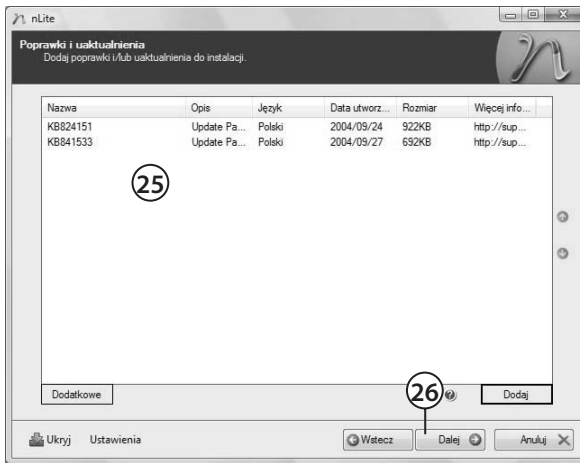 nLite
Poprawki i uaktualnienia
Dodaj poprawki i/lub uaktualnienia do instalacji.
Nazwa Opis Język Data utworz... Rozmiar Więcej info...
KB824151 Update Pa... Polski 2004/09/24 922KB http://sup...
KB841533 Update Pa... Polski 2004/09/27 692KB http://sup...
25
Dodatkowe 26 Dodaj
Ukryj Ustawienia Wstecz Dalej Anuluj